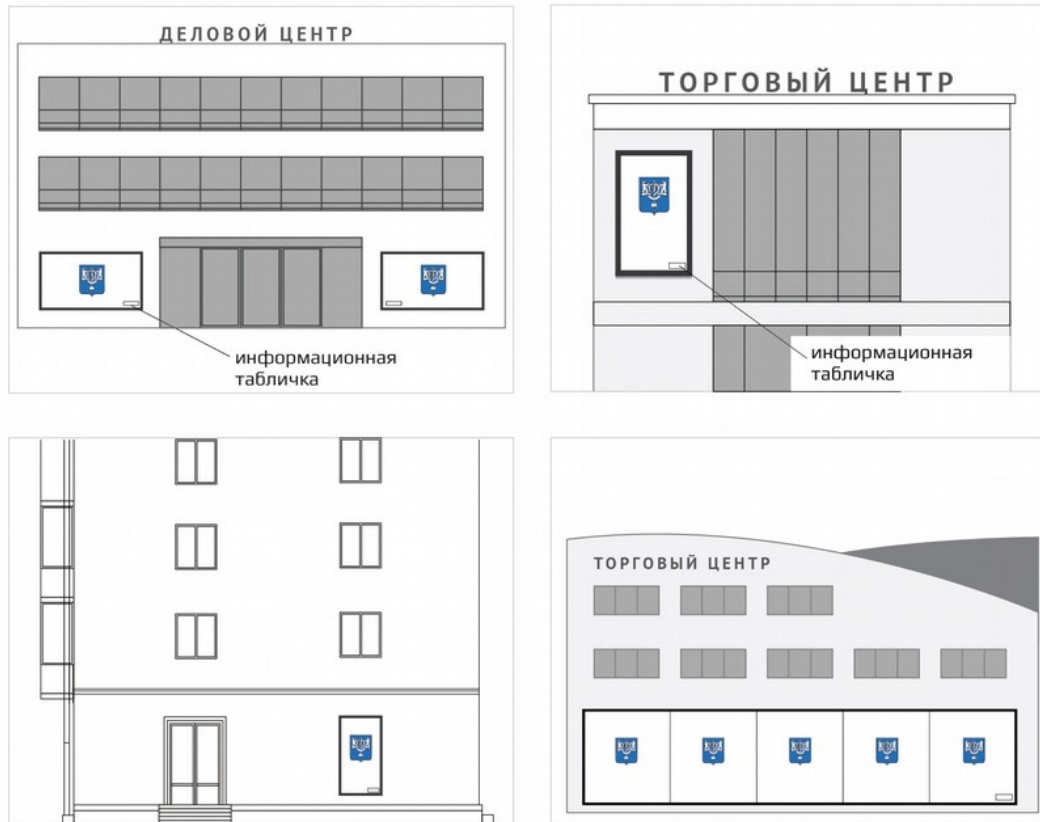 ДЕЛОВОЙ ЦЕНТР
информационная
табличка
ТОРГОВЫЙ ЦЕНТР
информационная
табличка
ТОРГОВЫЙ ЦЕНТР